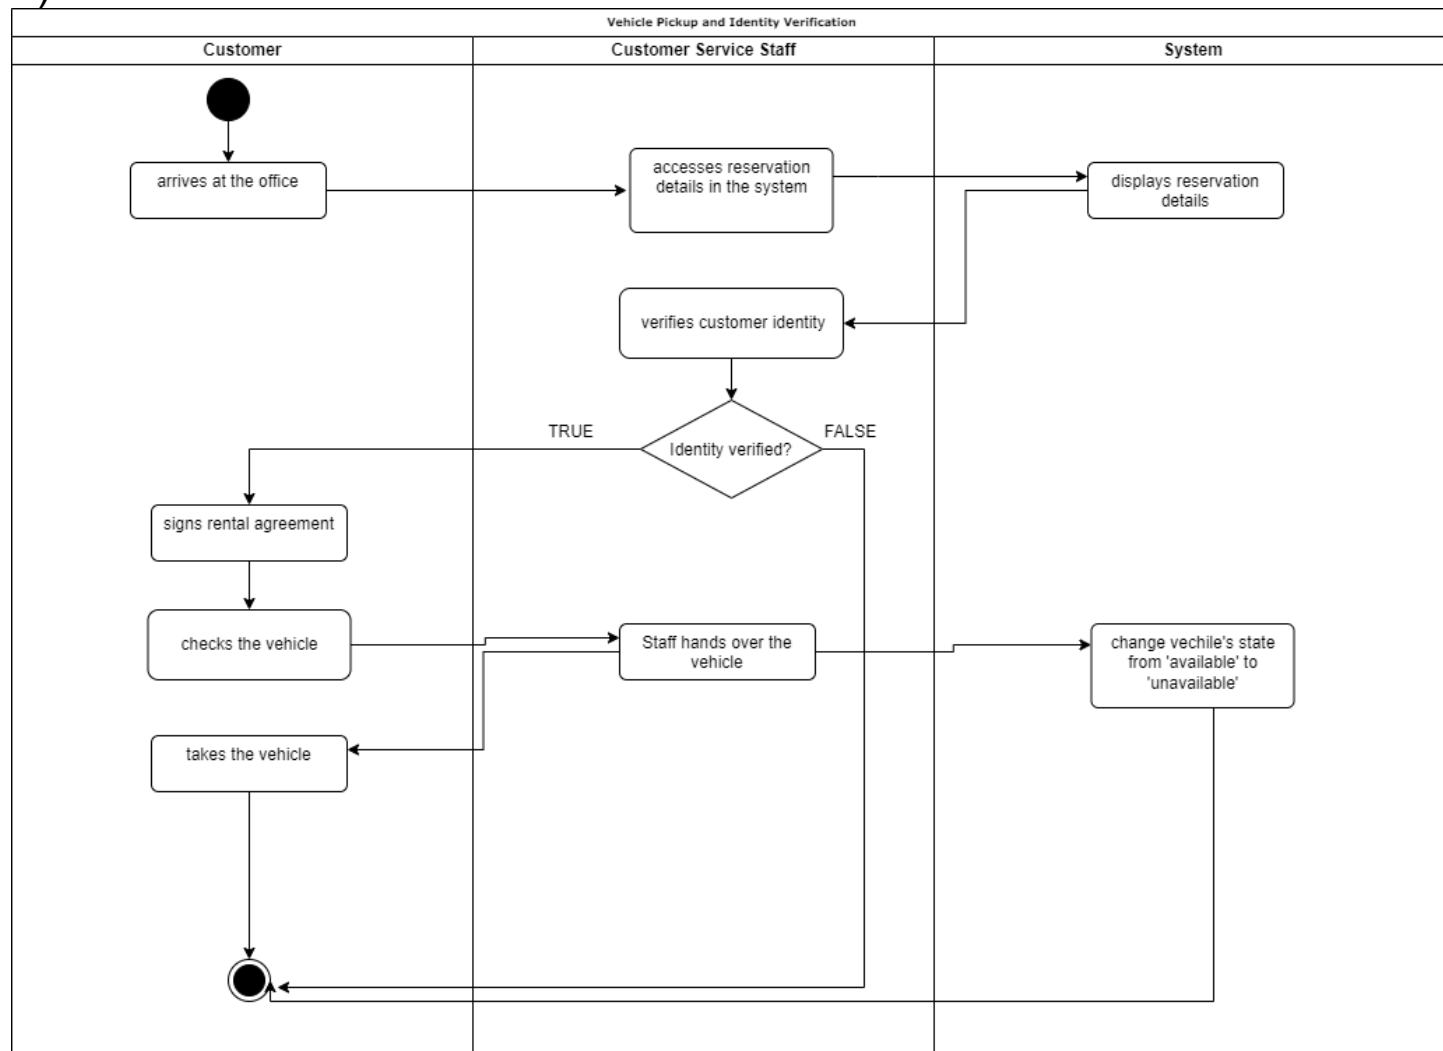 )
Vehicle Pickup and Identity Verification
Customer
Customer Service Staff
System
arrives at the office
accesses reservation
details in the system
displays reservation
details
verifies customer identity
TRUE
Identity verified?
FALSE
signs rental agreement
checks the vehicle
Staff hands over the
vehicle
change vechile's state
from 'available' to
'unavailable'
takes the vehicle